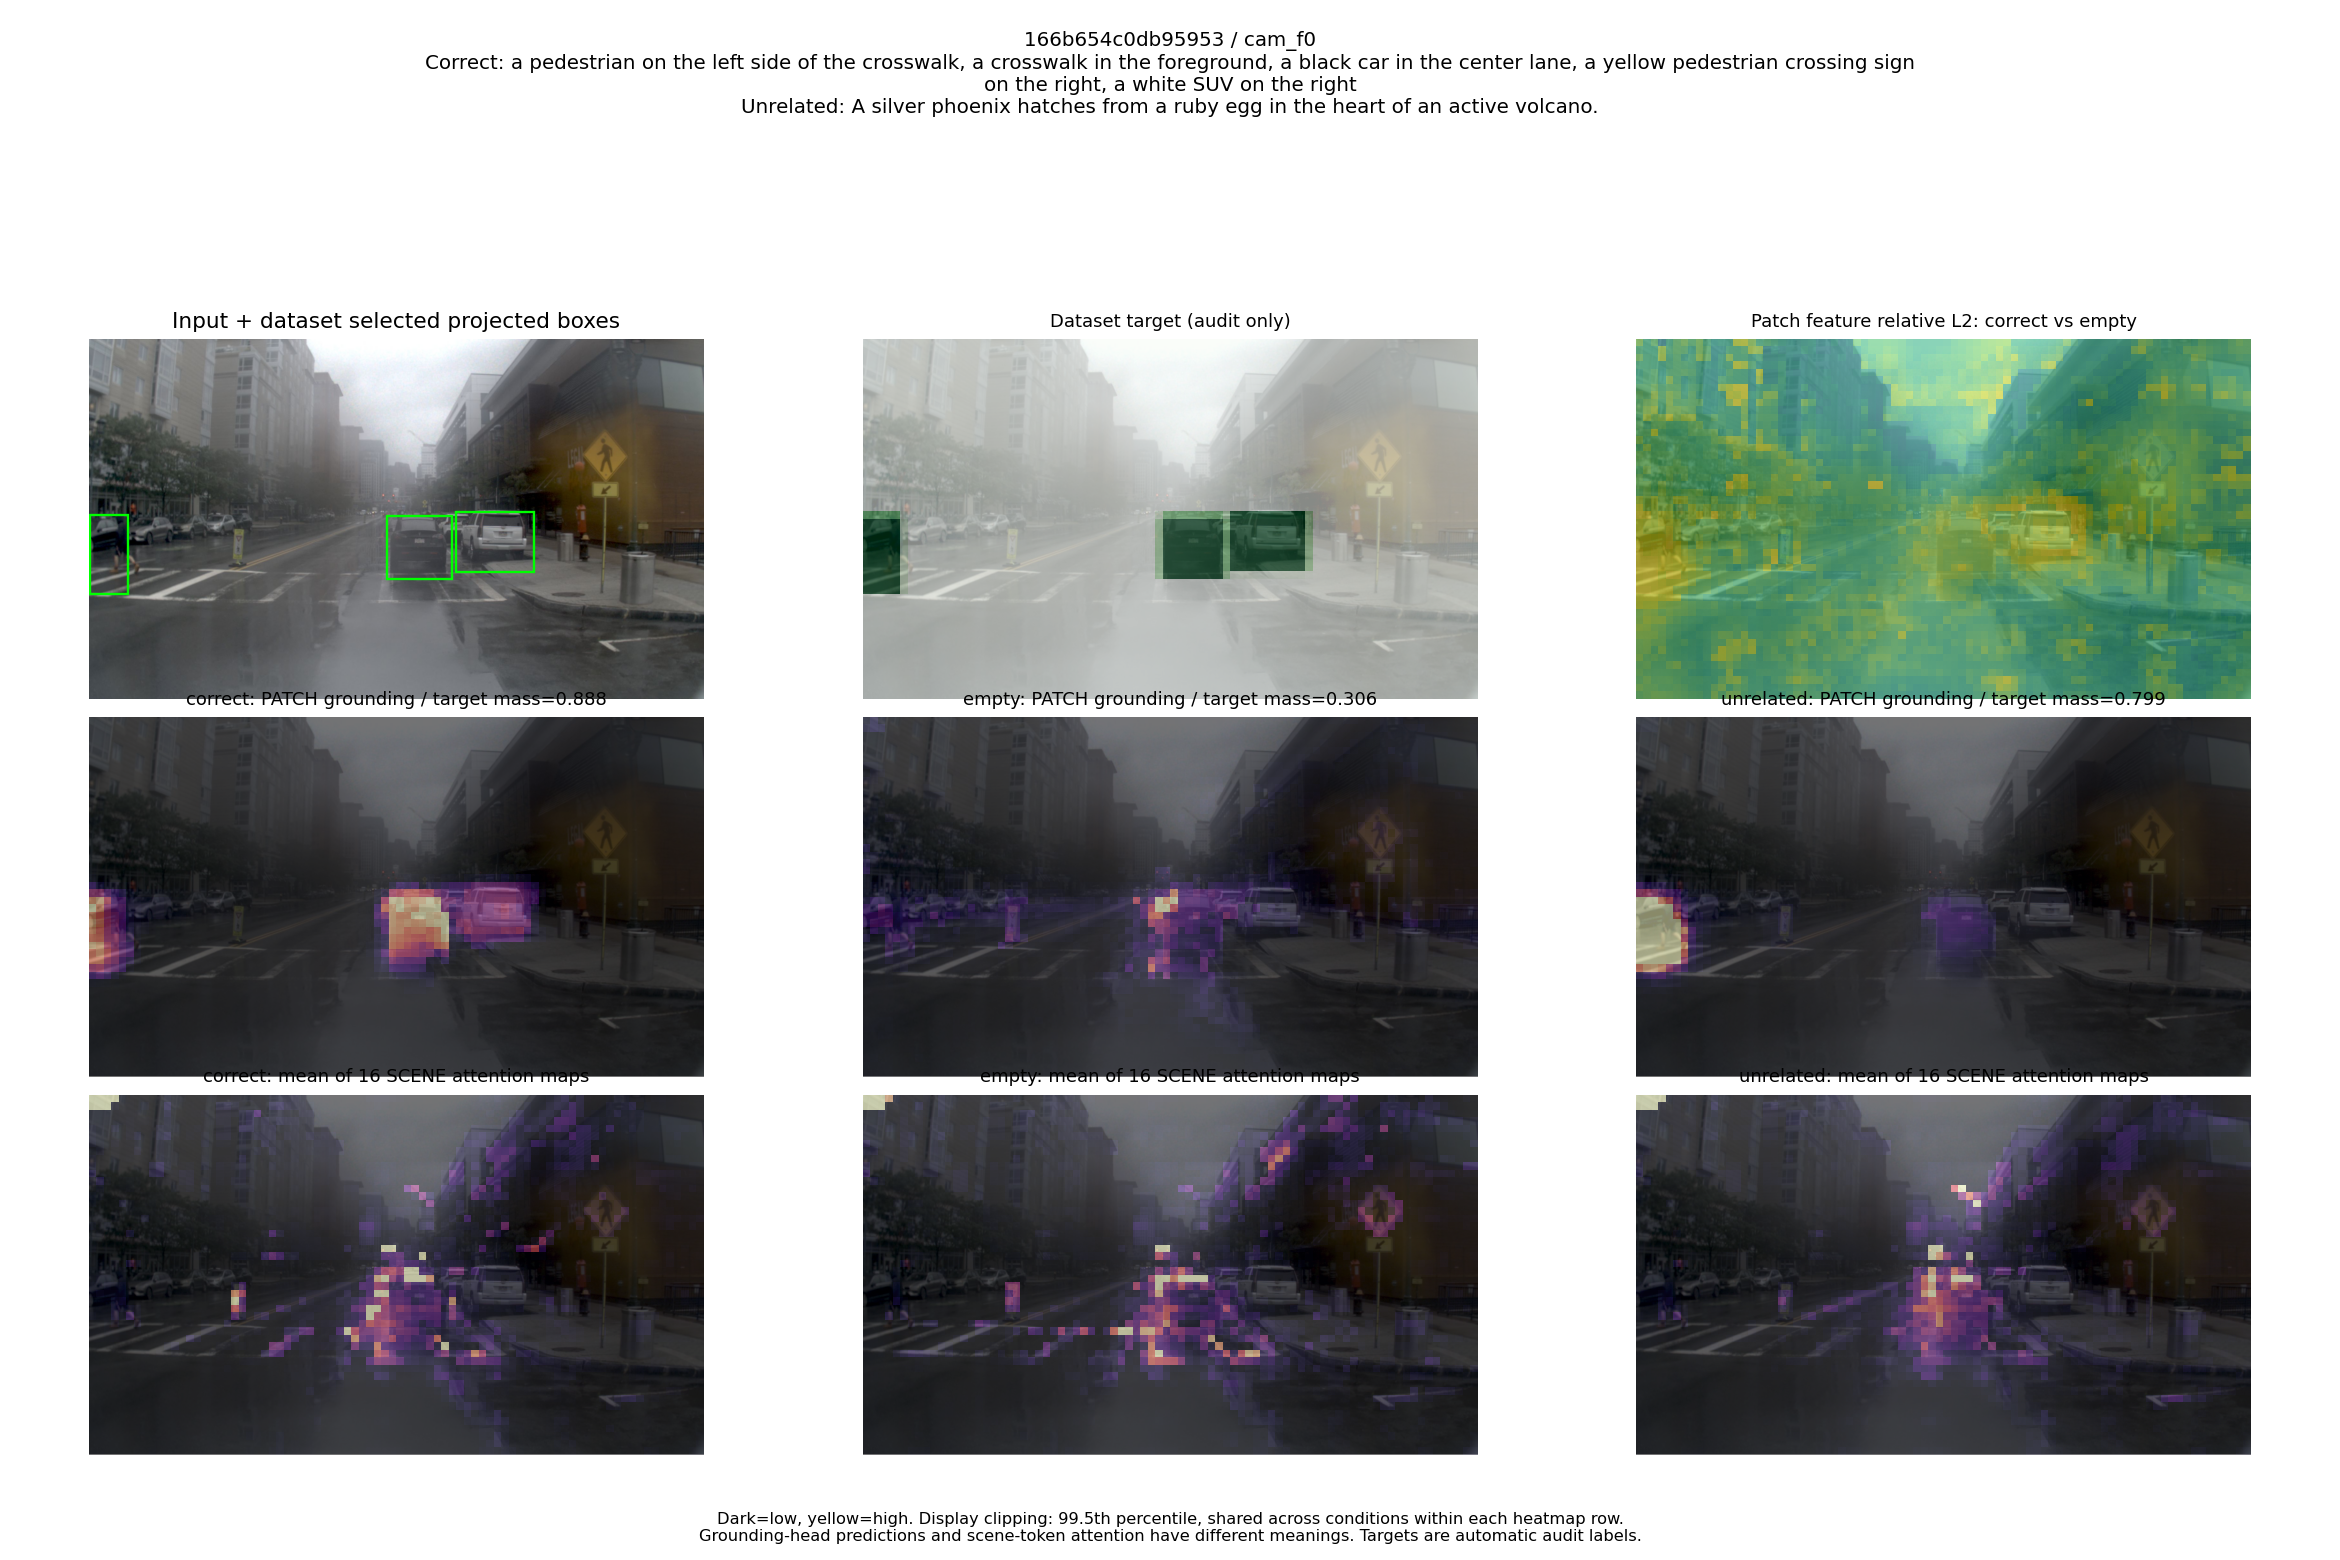 166b654c0db95953 / cam_f0
Correct: a pedestrian on the left side of the crosswalk, a crosswalk in the foreground, a black car in the center lane, a yellow pedestrian crossing sign
on the right, a white SUV on the right
Unrelated: A silver phoenix hatches from a ruby egg in the heart of an active volcano.
Input + dataset selected projected boxes
Dataset target (audit only)
Patch feature relative L2: correct vs empty
correct: PATCH grounding / target mass=0.888
empty: PATCH grounding / target mass=0.306
unrelated: PATCH grounding / target mass=0.799
correct: mean of 16 SCENE attention maps
empty: mean of 16 SCENE attention maps
unrelated: mean of 16 SCENE attention maps
Dark=low, yellow=high. Display clipping: 99.5th percentile, shared across conditions within each heatmap row.
Grounding-head predictions and scene-token attention have different meanings. Targets are automatic audit labels.